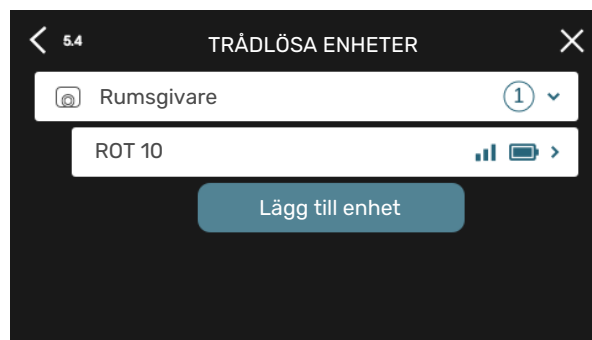 5.4
TRÅDLÖSA ENHETER
Rumsgivare
1
ROT 10
Lägg till enhet